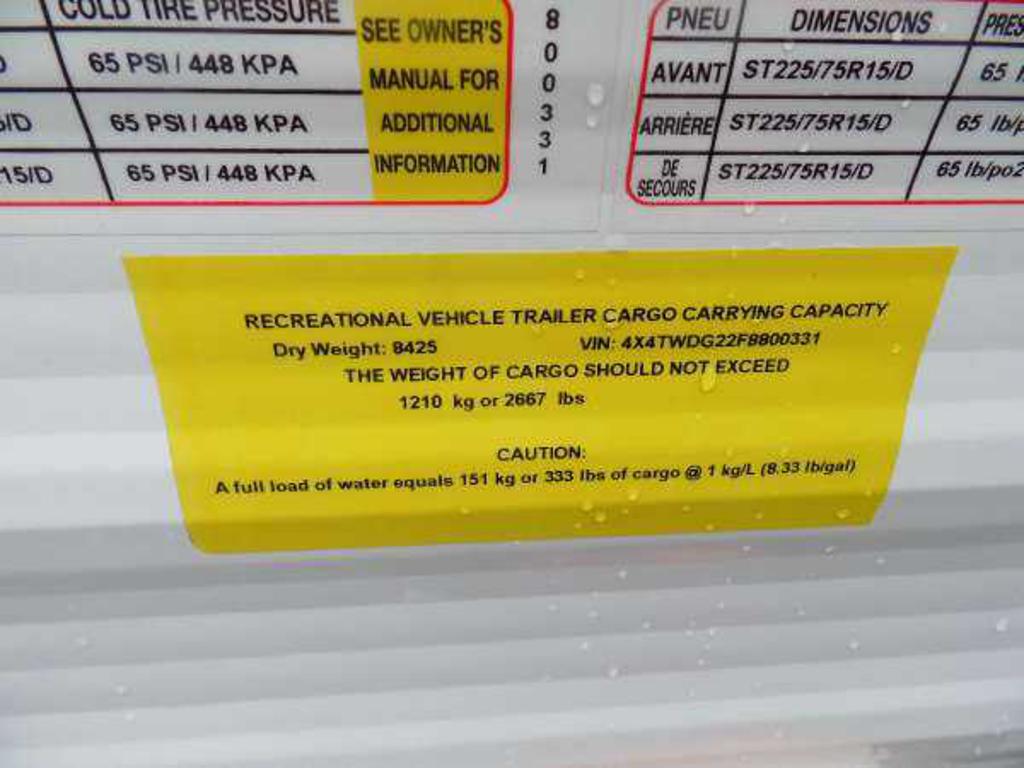 COLD TIRE PRESSURE
65 PSI / 448 KPA
65 PSI / 448 KPA
15/D 65 PSI / 448 KPA
SEE OWNER'S
MANUAL FOR
ADDITIONAL
INFORMATION
8
0
0
3
3
1
PNEU DIMENSIONS
AVANT ST225/75R15/D 65
ARRIÈRE ST225/75R15/D 65 lb/p
DE SECOURS ST225/75R15/D 65 lb/po2
RECREATIONAL VEHICLE TRAILER CARGO CARRYING CAPACITY
Dry Weight: 8425 VIN: 4X4TWDG22F8800331
THE WEIGHT OF CARGO SHOULD NOT EXCEED
1210 kg or 2667 lbs
CAUTION:
A full load of water equals 151 kg or 333 lbs of cargo @ 1 kg/L (8.33 lb/gal)